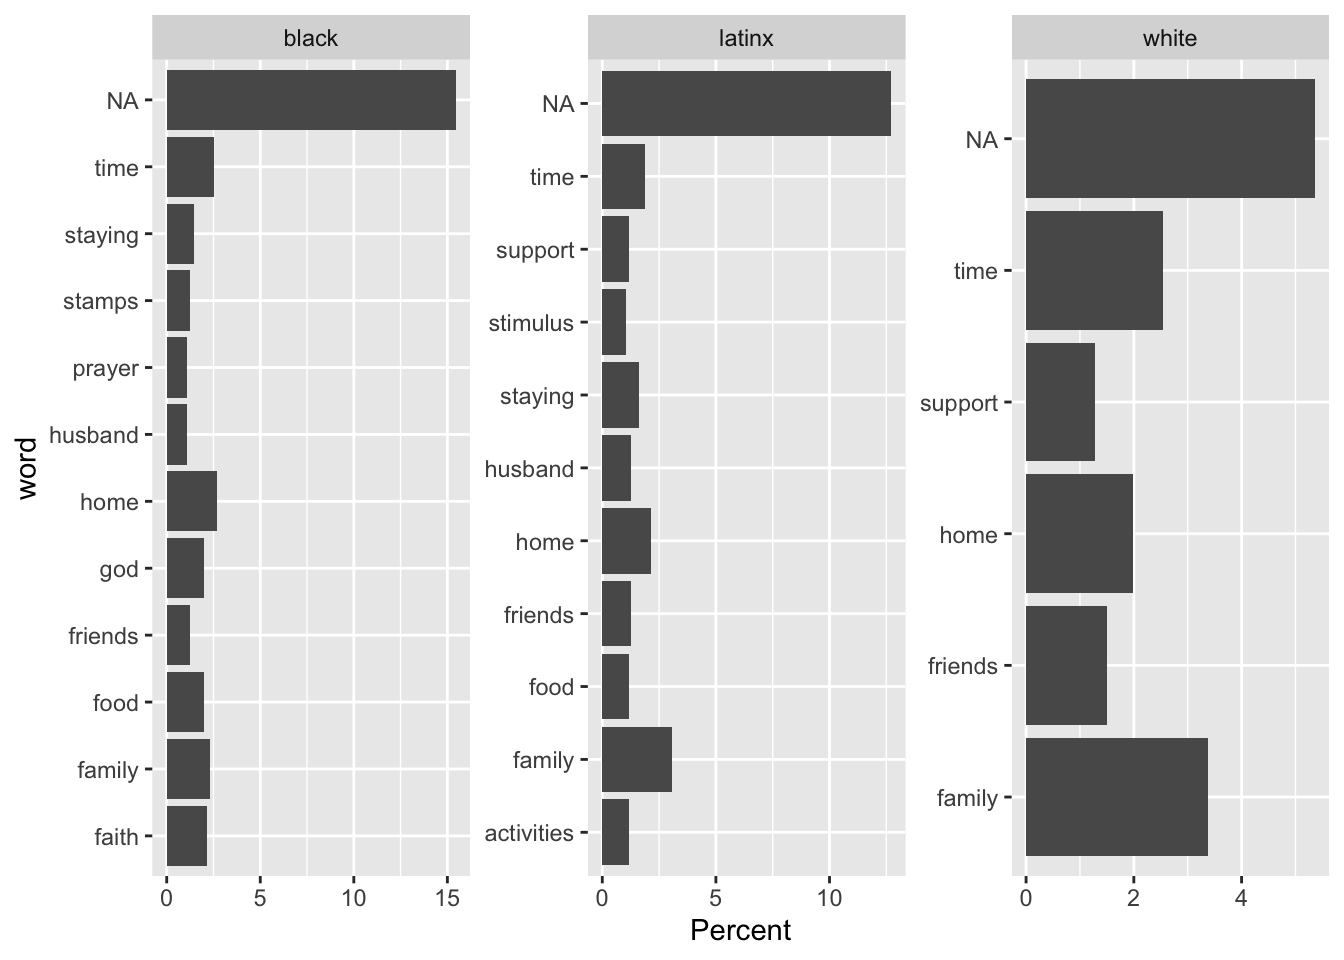 black
latinx
white
word
NA
time
staying
stamps
prayer
husband
home
god
friends
food
family
faith
0 5 10 15
NA
time
support
stimulus
staying
husband
home
friends
food
family
activities
0 5 10
NA
time
support
home
friends
family
0 2 4
Percent